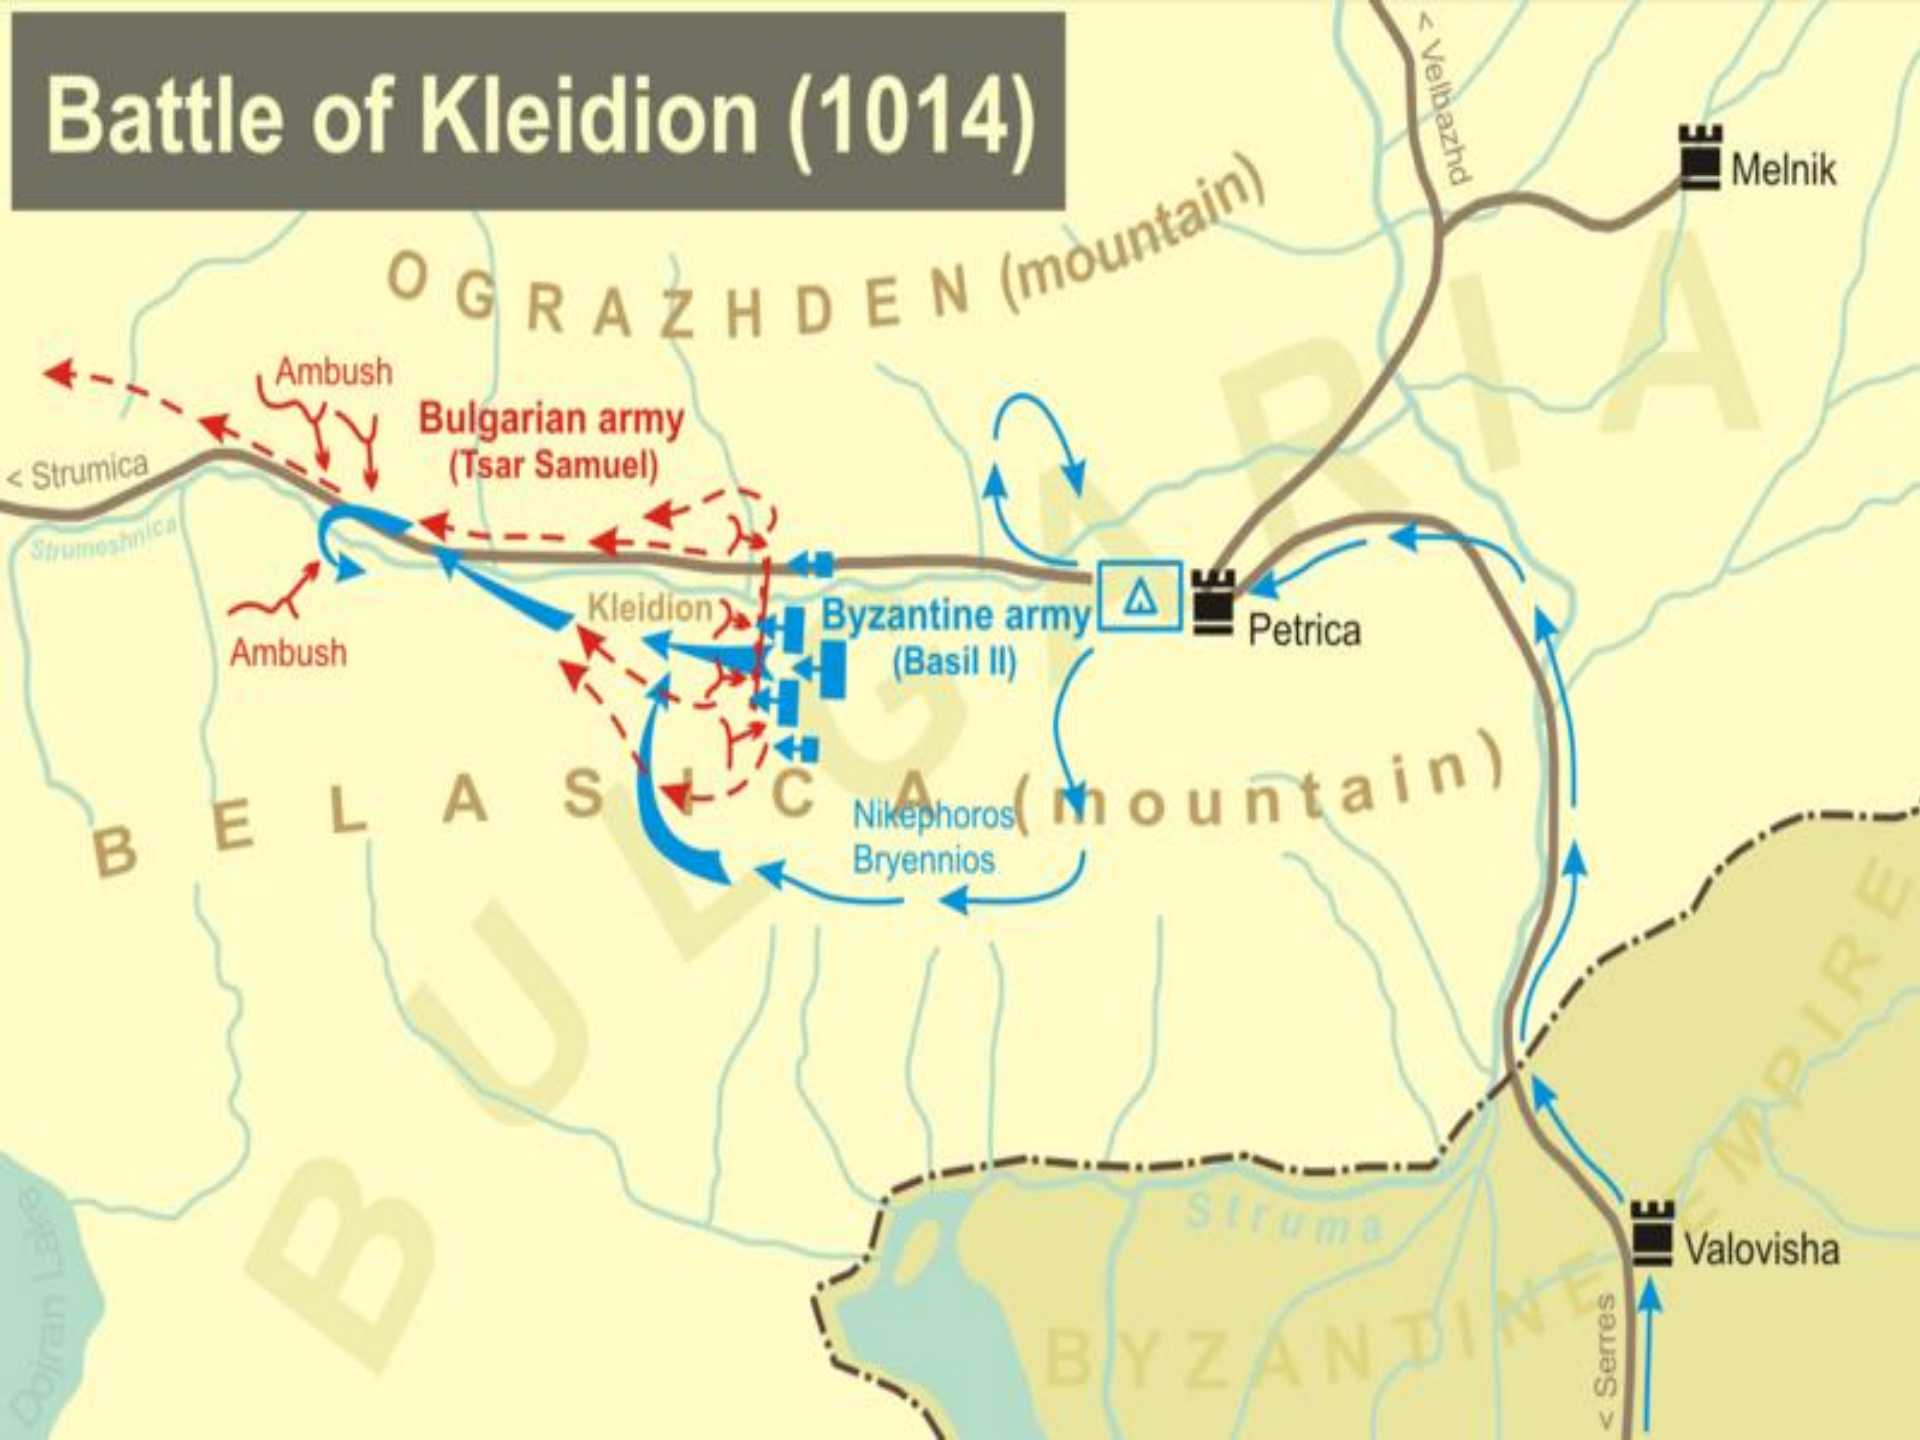 Battle of Kleidion (1014)
< Velbazhd
Melnik
OGRAZHDEN (mountain)
Ambush
Bulgarian army
(Tsar Samuel)
< Strumica
Strumeshnica
Kleidion
Byzantine army
(Basil II)
Petrica
Ambush
BELASICA (mountain)
Nikephoros
Bryennios
BULGARIA
Struma
Valovisha
BYZANTINE EMPIRE
< Serres
Dojran Lake